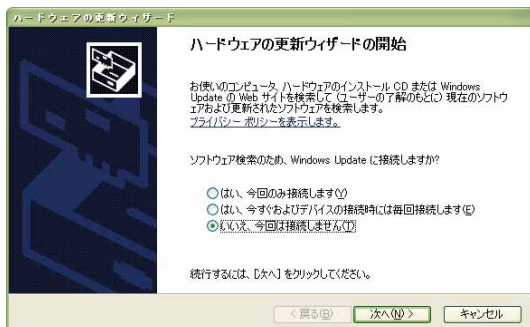 ハードウェアの更新ウィザード
ハードウェアの更新ウィザードの開始
お使いのコンピュータ、ハードウェアのインストール CD または Windows
Update の Web サイトを検索して (ユーザーの了解のもとに) 現在のソフトウ
ェアおよび更新されたソフトウェアを検索します。
プライバシー ポリシーを表示します。
ソフトウェア検索のため、Windows Update に接続しますか?
はい、今回のみ接続します(Y)
はい、今すぐおよびデバイスの接続時には毎回接続します(E)
いいえ、今回は接続しません(T)
続行するには、[次へ] をクリックしてください。
< 戻る(B)
次へ(N) >
キャンセル